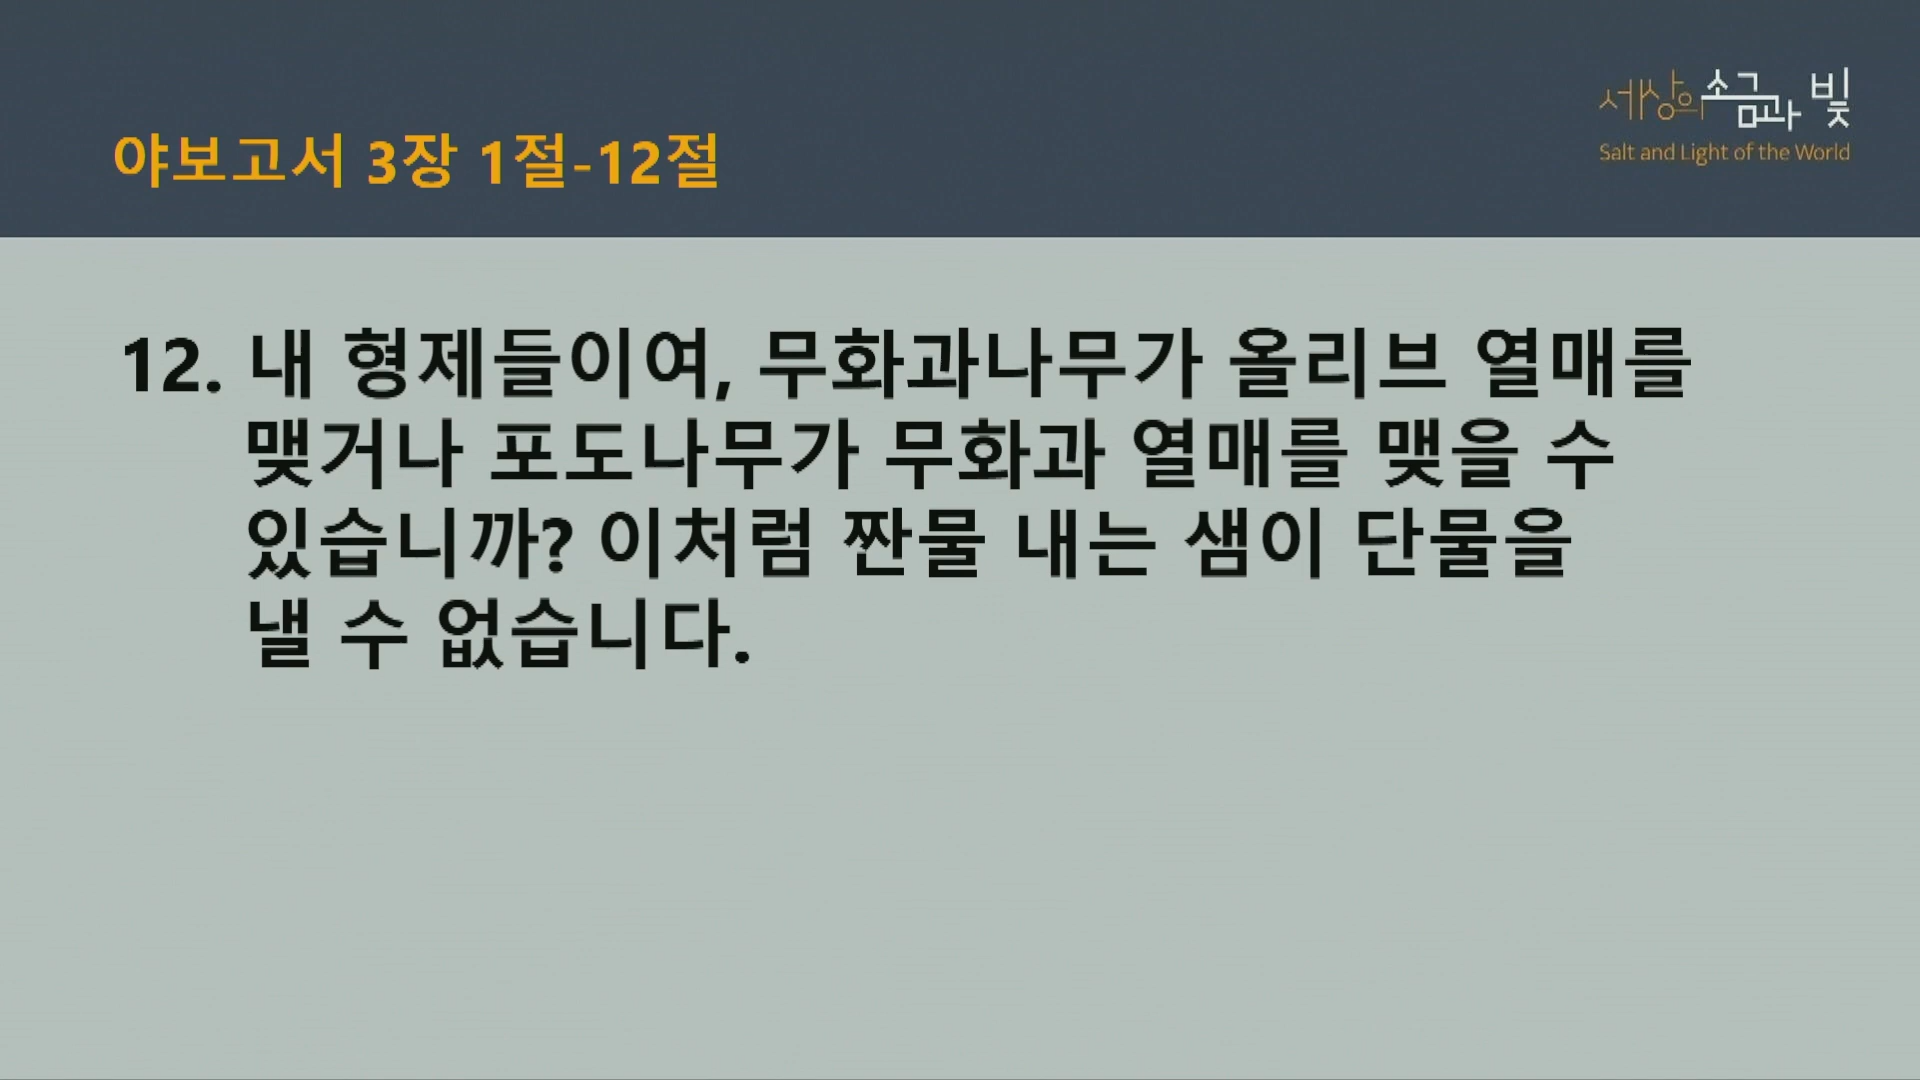 세상의 소금과 빛
Salt and Light of the World
야보고서 3장 1절-12절
12. 내 형제들이여, 무화과나무가 올리브 열매를
맺거나 포도나무가 무화과 열매를 맺을 수
있습니까? 이처럼 짠물 내는 샘이 단물을
낼 수 없습니다.